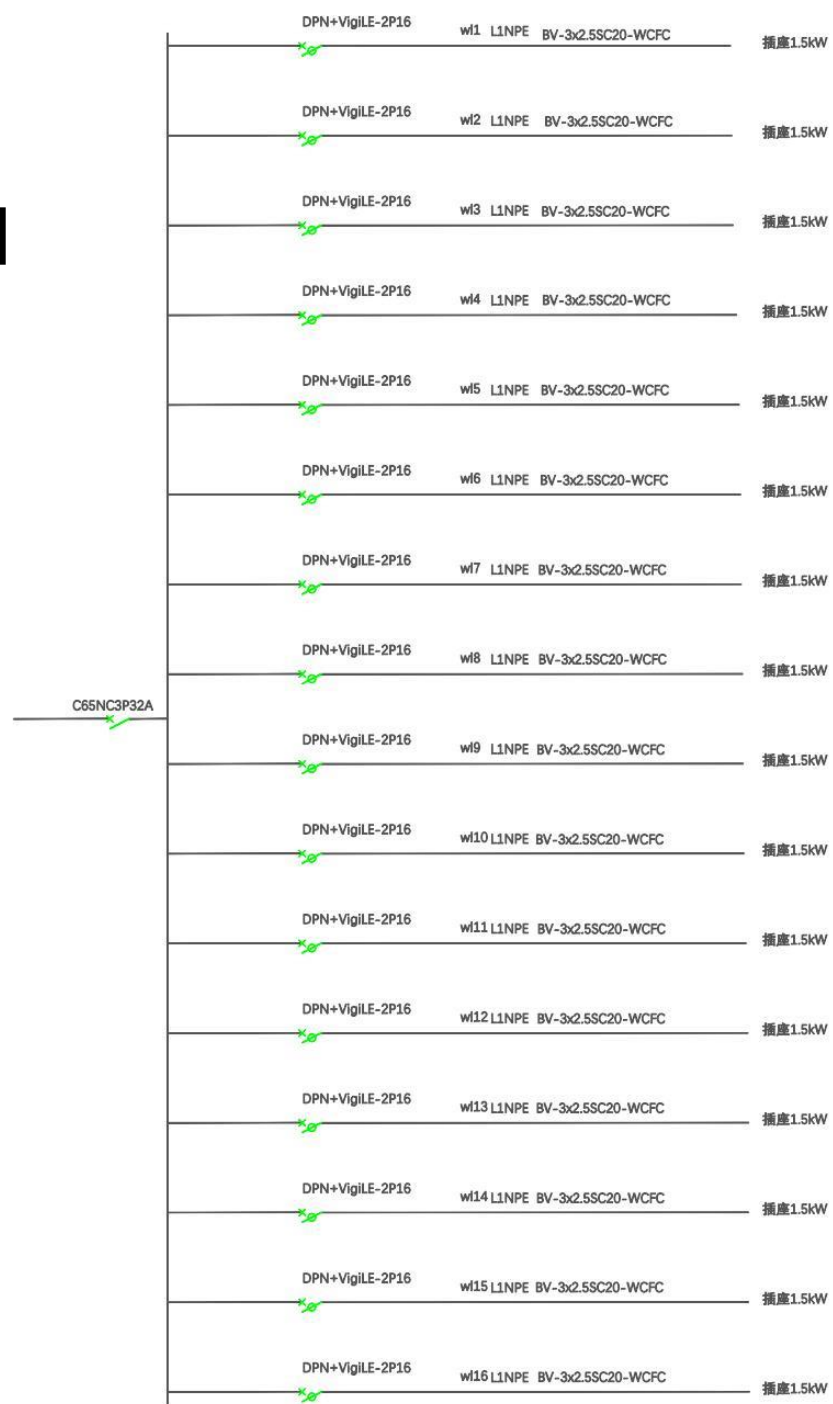 DPN+VigiLE-2P16 wl1 L1NPE BV-3x2.5SC20-WCFC 插座1.5kW
DPN+VigiLE-2P16 wl2 L1NPE BV-3x2.5SC20-WCFC 插座1.5kW
DPN+VigiLE-2P16 wl3 L1NPE BV-3x2.5SC20-WCFC 插座1.5kW
DPN+VigiLE-2P16 wl4 L1NPE BV-3x2.5SC20-WCFC 插座1.5kW
DPN+VigiLE-2P16 wl5 L1NPE BV-3x2.5SC20-WCFC 插座1.5kW
DPN+VigiLE-2P16 wl6 L1NPE BV-3x2.5SC20-WCFC 插座1.5kW
DPN+VigiLE-2P16 wl7 L1NPE BV-3x2.5SC20-WCFC 插座1.5kW
DPN+VigiLE-2P16 wl8 L1NPE BV-3x2.5SC20-WCFC 插座1.5kW
C65NC3P32A
DPN+VigiLE-2P16 wl9 L1NPE BV-3x2.5SC20-WCFC 插座1.5kW
DPN+VigiLE-2P16 wl10 L1NPE BV-3x2.5SC20-WCFC 插座1.5kW
DPN+VigiLE-2P16 wl11 L1NPE BV-3x2.5SC20-WCFC 插座1.5kW
DPN+VigiLE-2P16 wl12 L1NPE BV-3x2.5SC20-WCFC 插座1.5kW
DPN+VigiLE-2P16 wl13 L1NPE BV-3x2.5SC20-WCFC 插座1.5kW
DPN+VigiLE-2P16 wl14 L1NPE BV-3x2.5SC20-WCFC 插座1.5kW
DPN+VigiLE-2P16 wl15 L1NPE BV-3x2.5SC20-WCFC 插座1.5kW
DPN+VigiLE-2P16 wl16 L1NPE BV-3x2.5SC20-WCFC 插座1.5kW